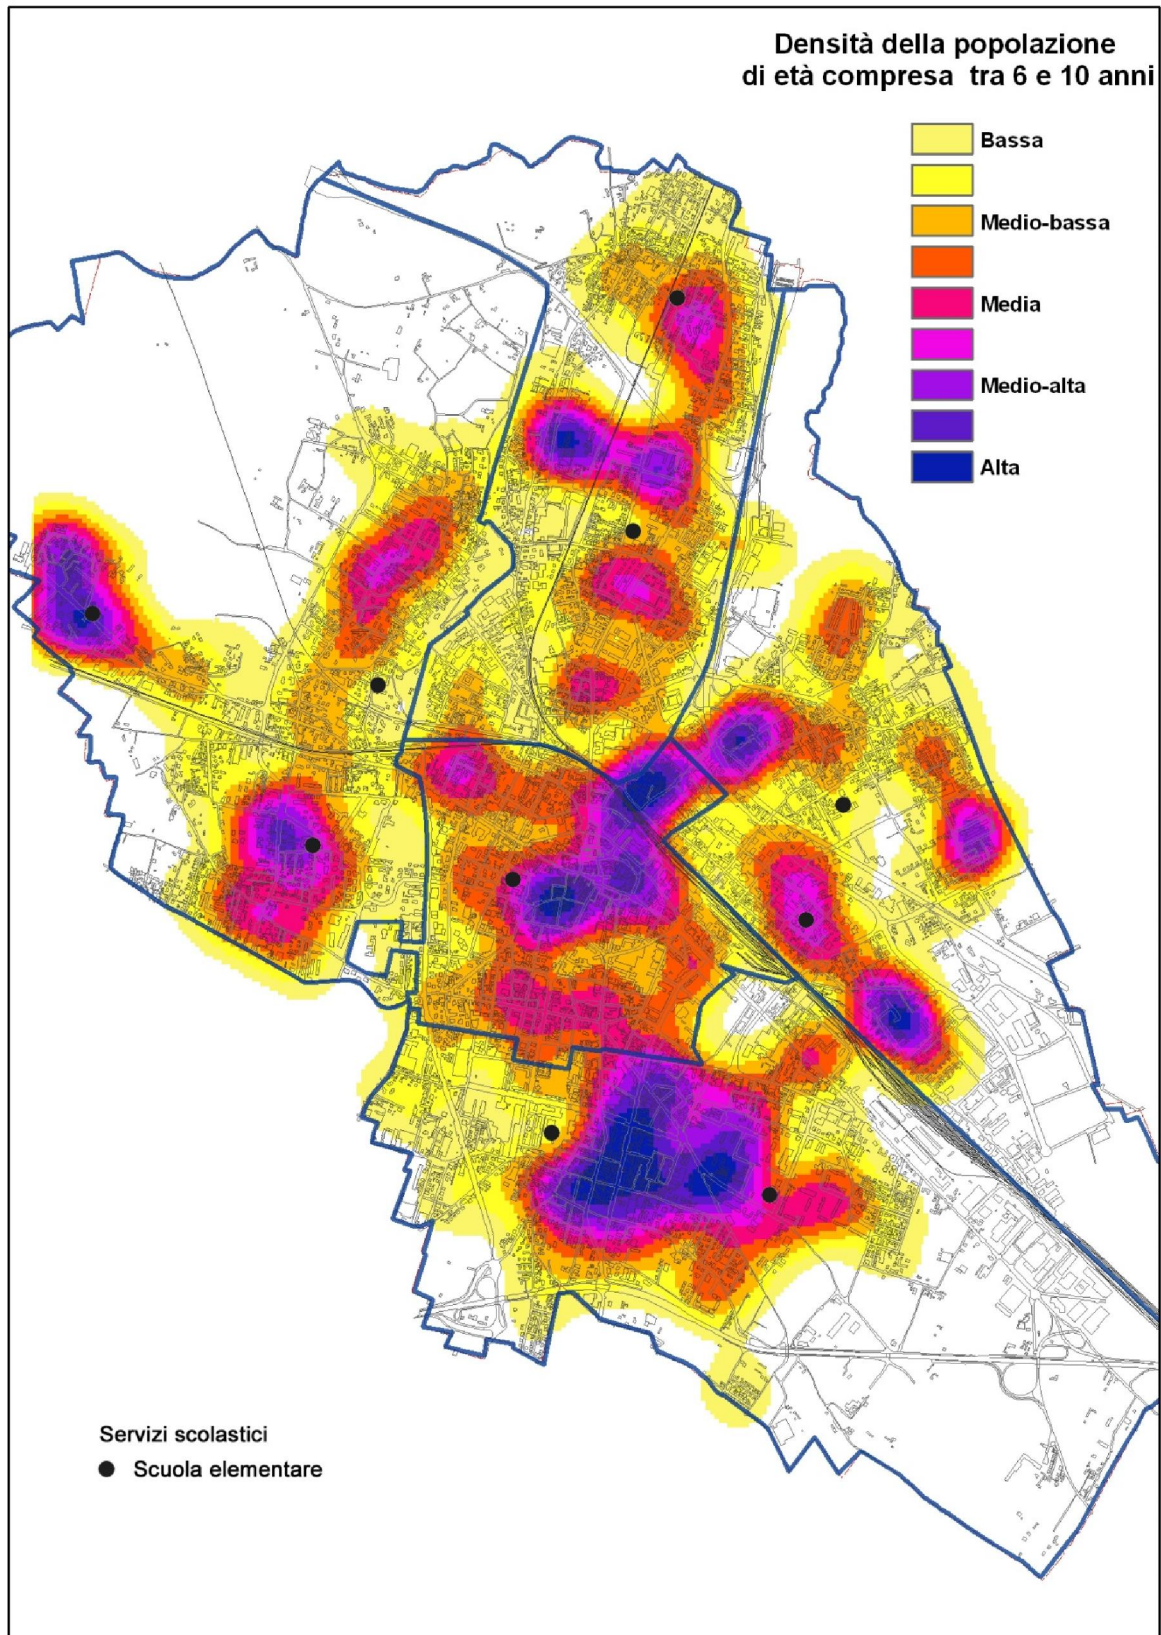 Densità della popolazione
di età compresa tra 6 e 10 anni
Bassa
Medio-bassa
Media
Medio-alta
Alta
Servizi scolastici
Scuola elementare